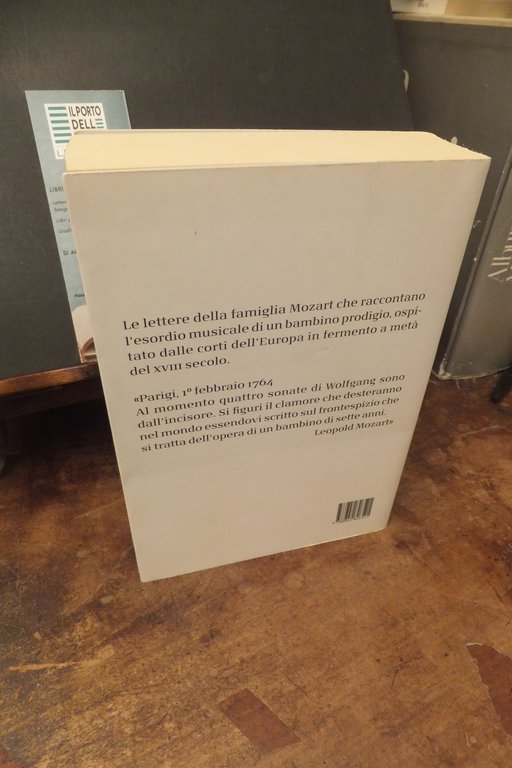 IL PORTO
DELL
LIBRI
Le lettere della famiglia Mozart che raccontano
l'esordio musicale di un bambino prodigio, ospi-
tato dalle corti dell'Europa in fermento a metà
del XVIII secolo.
«Parigi, 1º febbraio 1764
Al momento quattro sonate di Wolfgang sono
dall'incisore. Si figuri il clamore che desteranno
nel mondo essendovi scritto sul frontespizio che
si tratta dell'opera di un bambino di sette anni.
Leopold Mozart»